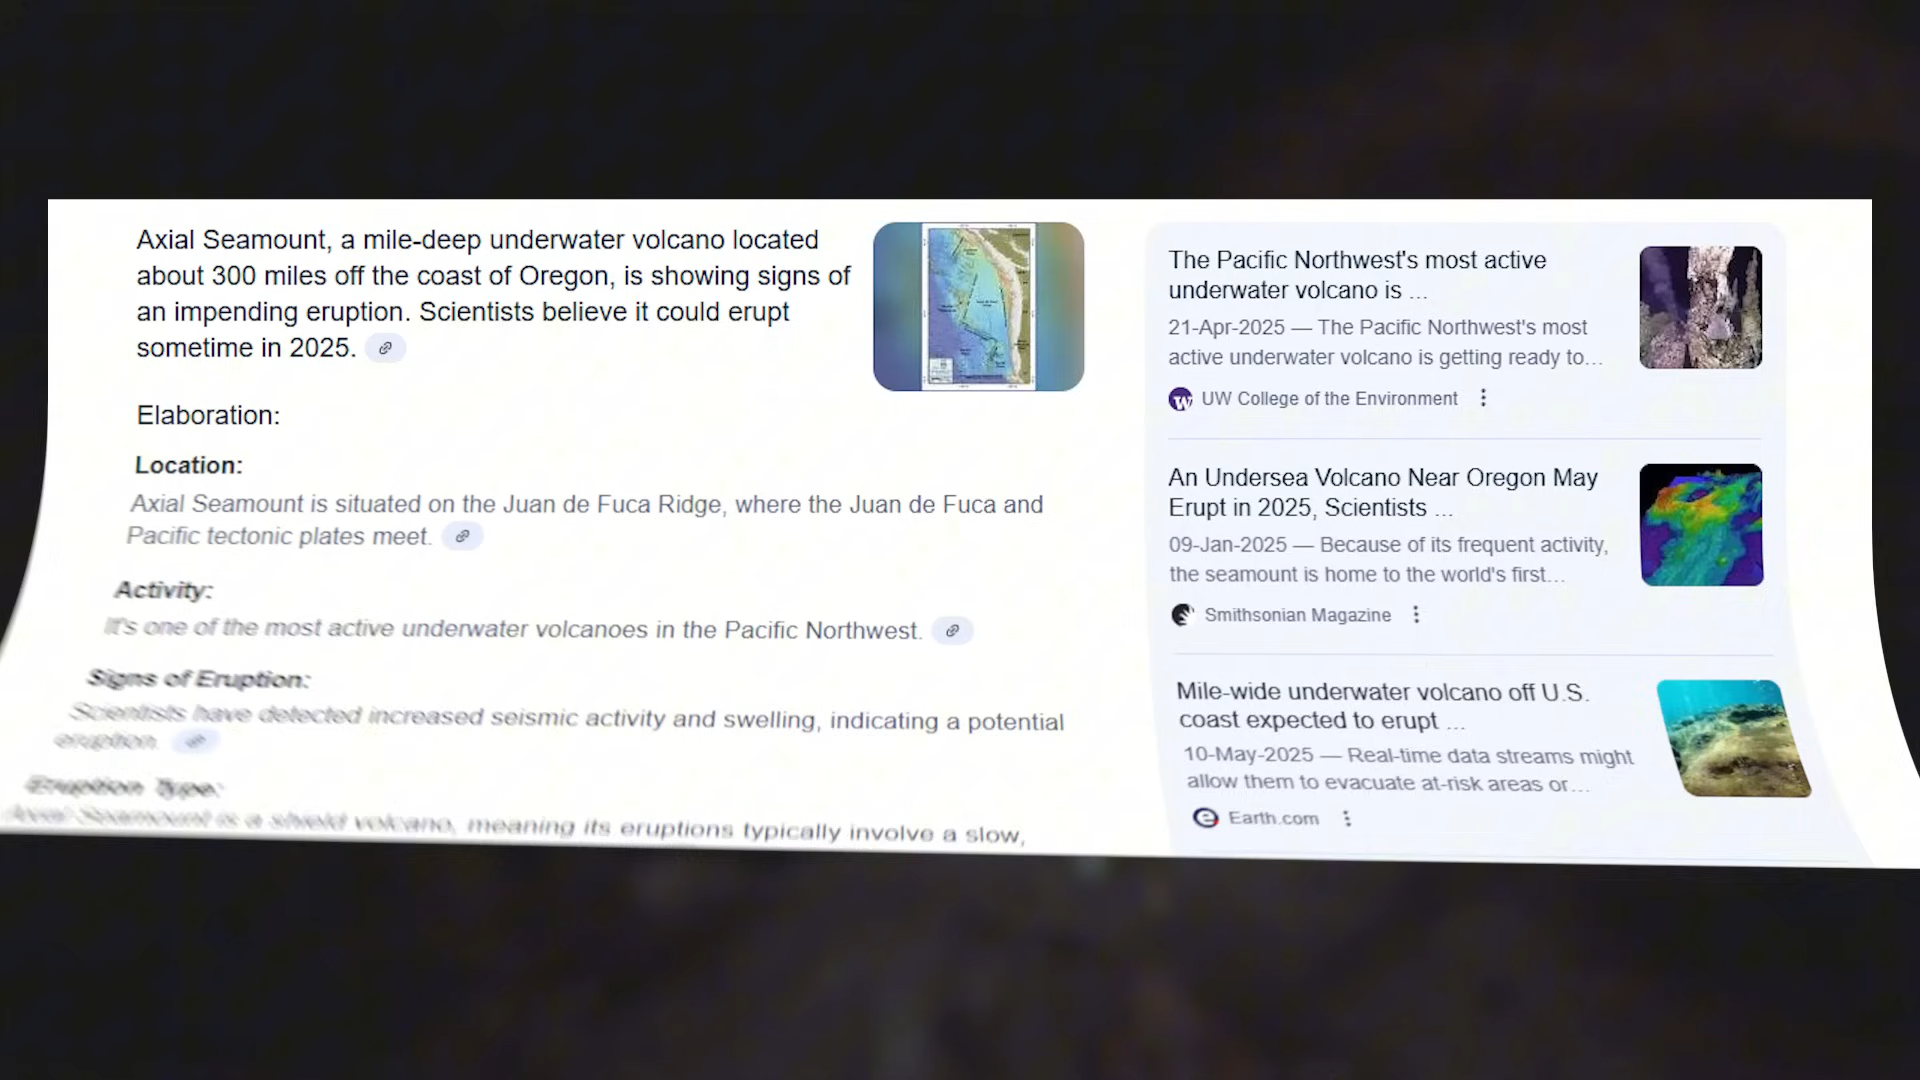 Axial Seamount, a mile-deep underwater volcano located
about 300 miles off the coast of Oregon, is showing signs of
an impending eruption. Scientists believe it could erupt
sometime in 2025.
Elaboration:
Location:
Axial Seamount is situated on the Juan de Fuca Ridge, where the Juan de Fuca and
Pacific tectonic plates meet.
Activity:
It's one of the most active underwater volcanoes in the Pacific Northwest.
Signs of Eruption:
Scientists have detected increased seismic activity and swelling, indicating a potential
eruption.
Eruption Type:
Axial Seamount is a shield volcano, meaning its eruptions typically involve a slow,
The Pacific Northwest's most active
underwater volcano is ...
21-Apr-2025 — The Pacific Northwest's most
active underwater volcano is getting ready to...
W UW College of the Environment
An Undersea Volcano Near Oregon May
Erupt in 2025, Scientists ...
09-Jan-2025 — Because of its frequent activity,
the seamount is home to the world's first...
Smithsonian Magazine
Mile-wide underwater volcano off U.S.
coast expected to erupt ...
10-May-2025 — Real-time data streams might
allow them to evacuate at-risk areas or...
Earth.com